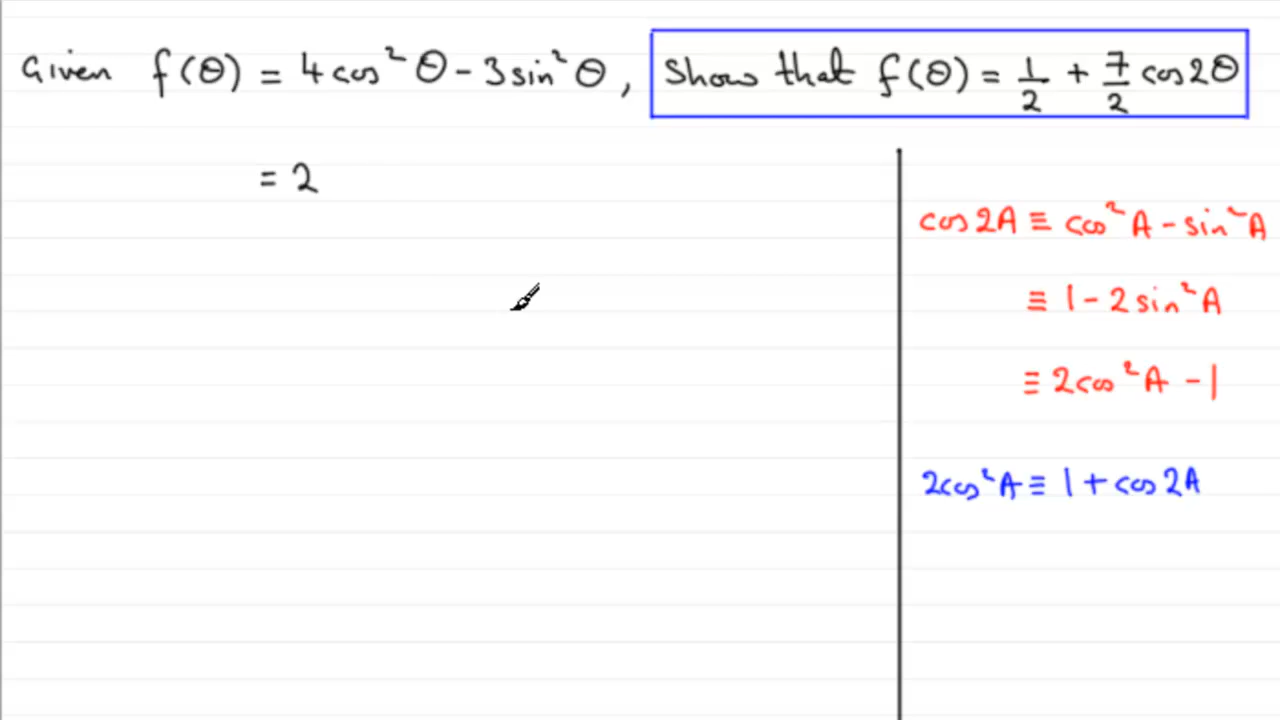 Given f(Θ) = 4cos²Θ - 3sin²Θ, Show that f(Θ) = 1/2 + 7/2 cos2Θ
= 2
cos2A ≡ cos²A - sin²A
≡ 1 - 2sin²A
≡ 2cos²A - 1
2cos²A ≡ 1 + cos2A